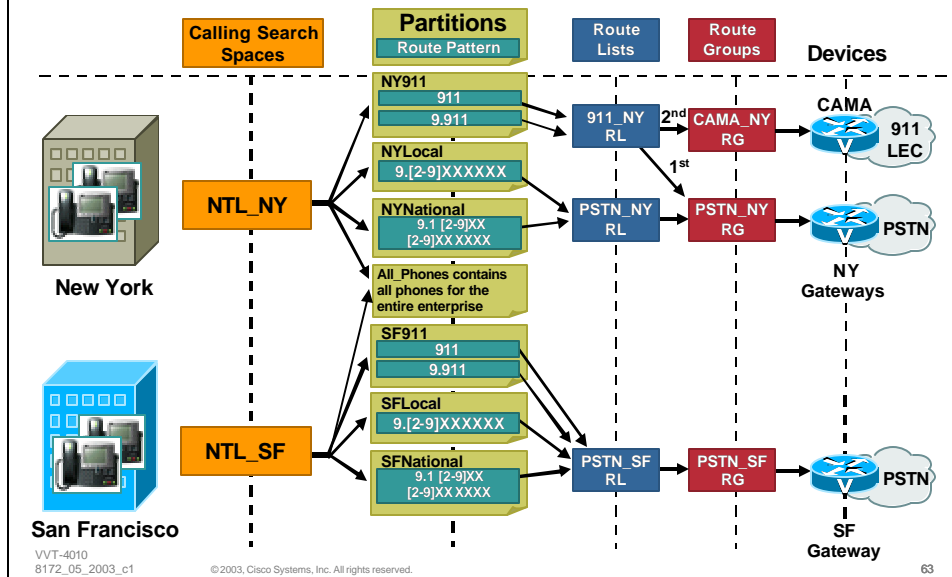 Calling Search
Spaces
Partitions
Route Pattern
Route
Lists
Route
Groups
Devices
NY911
911
9.911
911_NY
RL
2nd
1st
CAMA_NY
RG
CAMA
V
911
LEC
NYLocal
9.[2-9]XXXXXX
NTL_NY
NYNational
9.1 [2-9]XX
[2-9]XX XXXX
PSTN_NY
RL
PSTN_NY
RG
V
PSTN
NY
Gateways
New York
All_Phones contains
all phones for the
entire enterprise
SF911
911
9.911
SFLocal
9.[2-9]XXXXXX
NTL_SF
SFNational
9.1 [2-9]XX
[2-9]XX XXXX
PSTN_SF
RL
PSTN_SF
RG
V
PSTN
SF
Gateway
San Francisco
VVT-4010
8172_05_2003_c1
© 2003, Cisco Systems, Inc. All rights reserved.
63